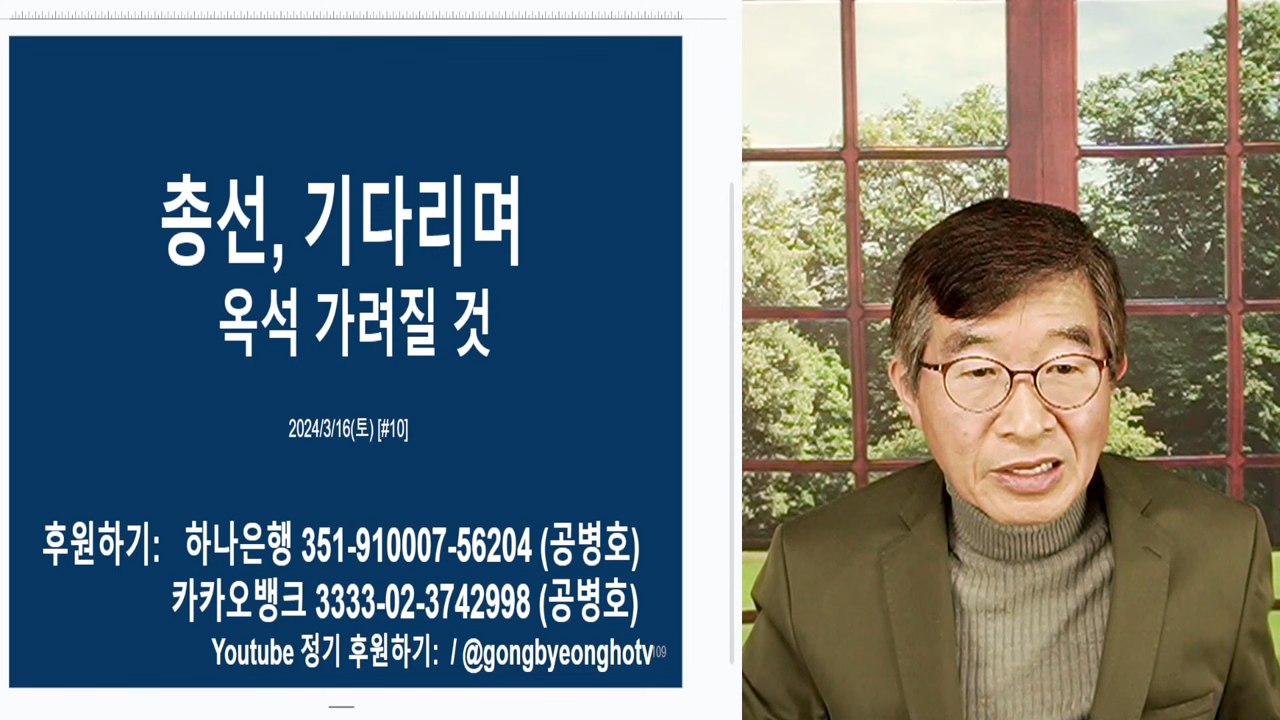 총선, 기다리며
옥석 가려질 것
2024/3/16(토) [#10]
후원하기: 하나은행 351-910007-56204 (공병호)
카카오뱅크 3333-02-3742998 (공병호)
Youtube 정기 후원하기: / @gongbyeonghotv
109